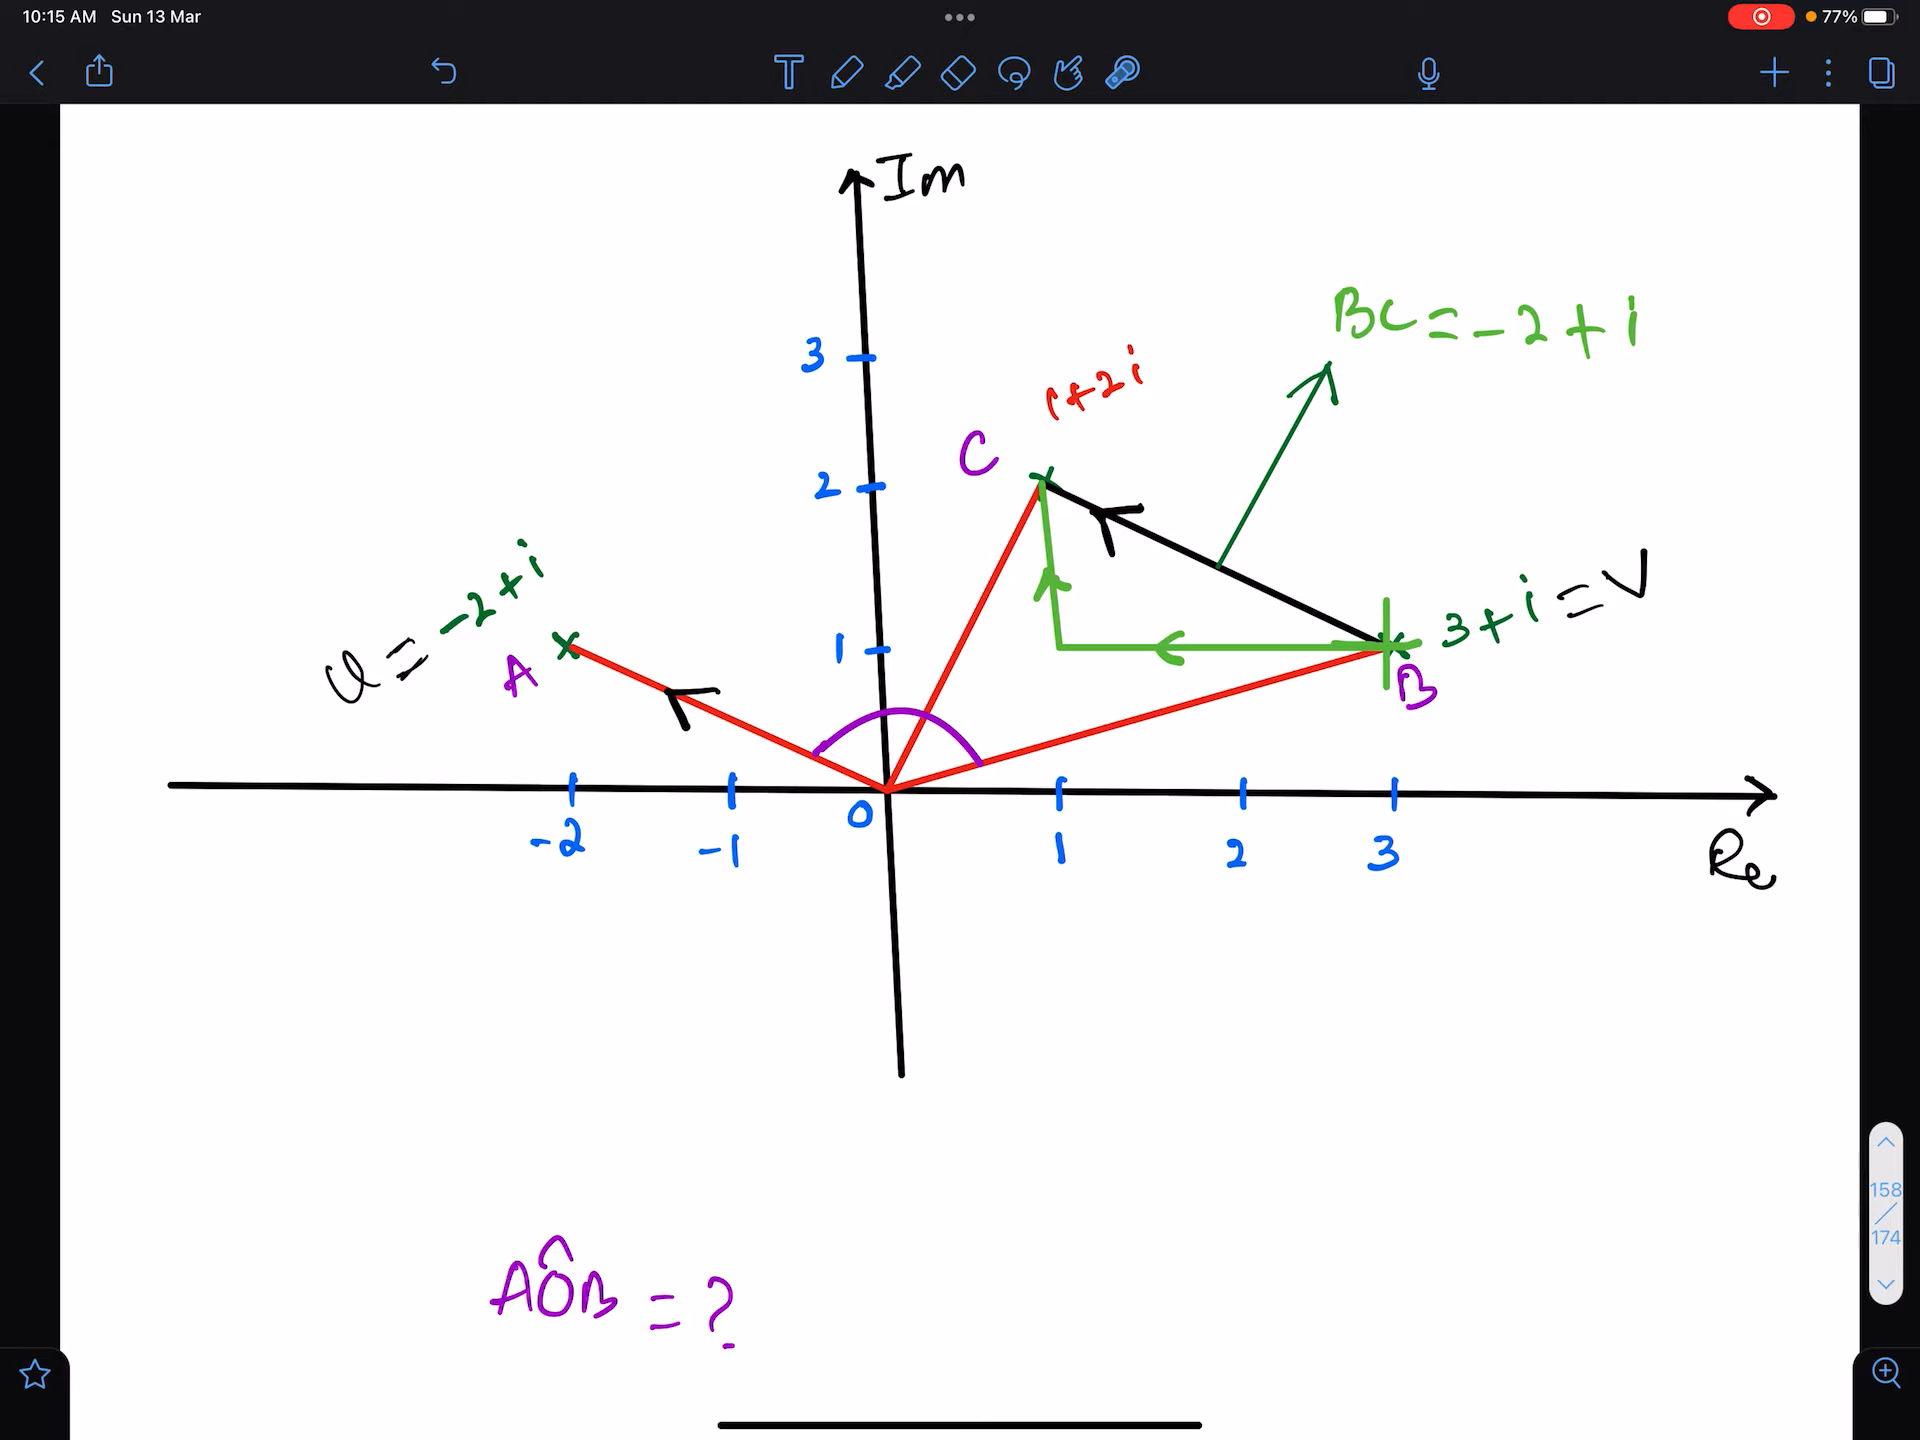 10:15 AM Sun 13 Mar
77%
T
Im
BC = -2 + i
3
1+2i
C
2
u = -2 + i
3 + i = V
1
A
B
0
-2
-1
1
2
3
Re
158
174
AÔB = ?